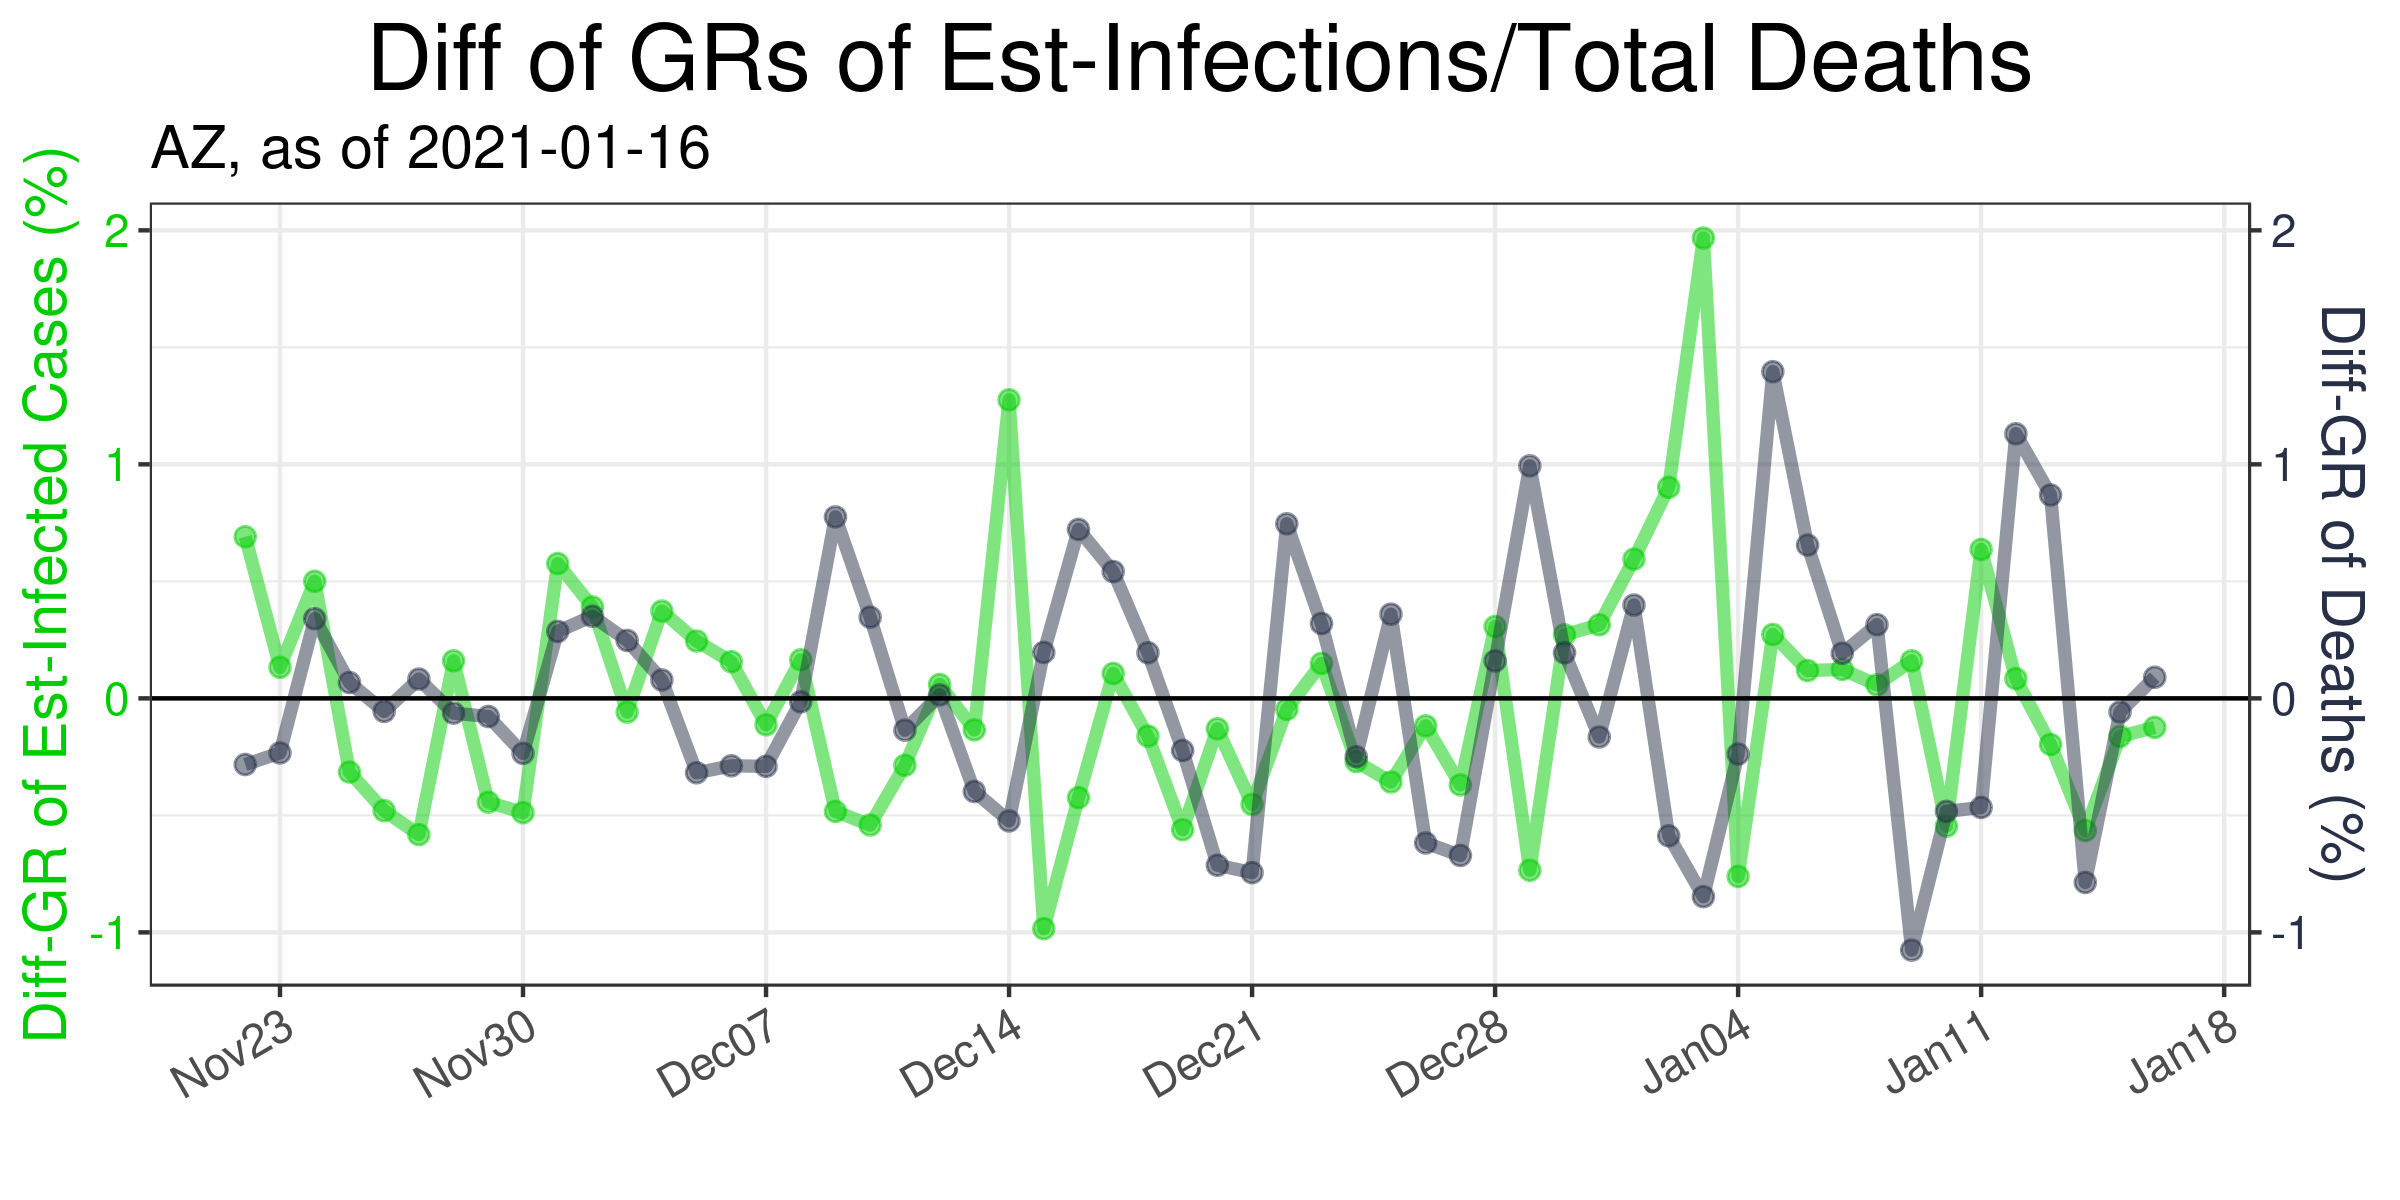 Diff of GRs of Est-Infections/Total Deaths
AZ, as of 2021-01-16
Diff-GR of Est-Infected Cases (%)
2
1
0
-1
2
1
0
-1
Diff-GR of Deaths (%)
Nov23
Nov30
Dec07
Dec14
Dec21
Dec28
Jan04
Jan11
Jan18